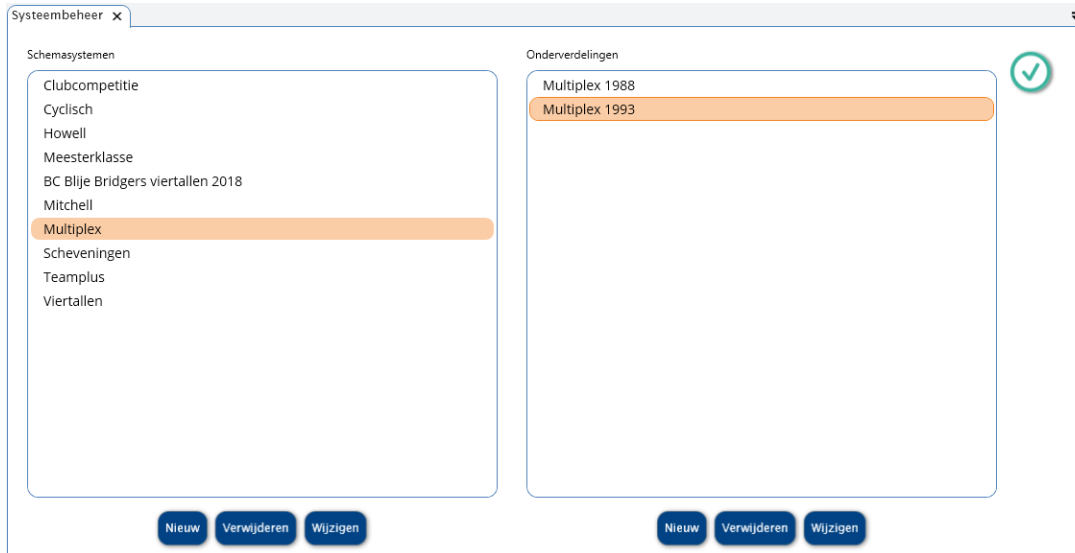 Systeembeheer x
Schemasystemen
Clubcompetitie
Cyclisch
Howell
Meesterklasse
BC Blije Bridgers viertallen 2018
Mitchell
Multiplex
Scheveningen
Teamplus
Viertallen
Nieuw Verwijderen Wijzigen
Onderverdelingen
Multiplex 1988
Multiplex 1993
Nieuw Verwijderen Wijzigen